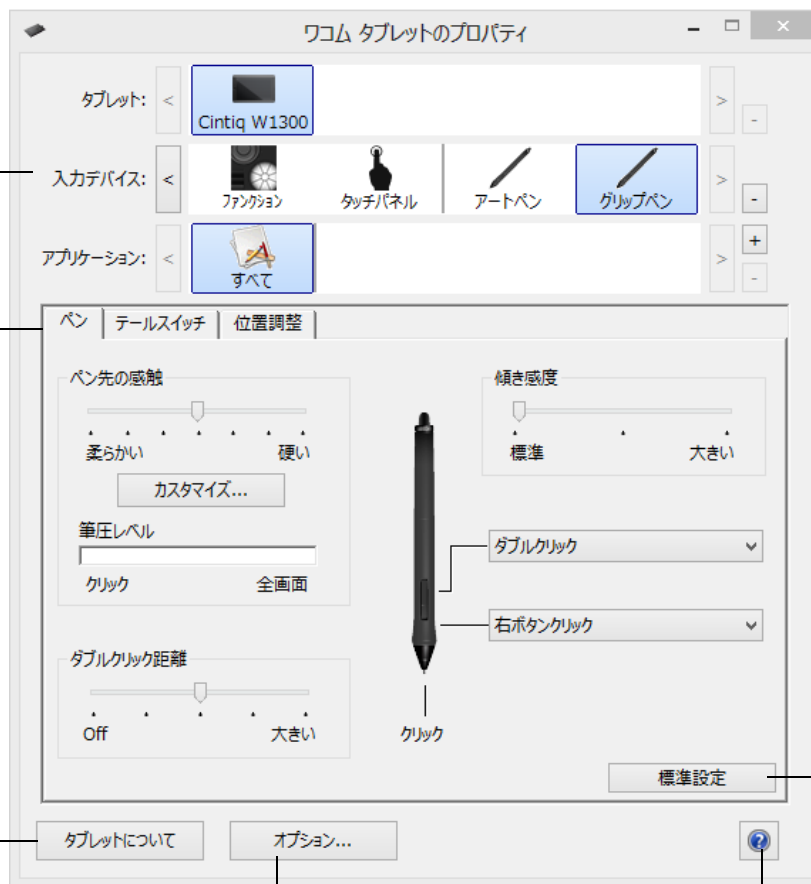 ワコム タブレットのプロパティ
タブレット:
<
Cintiq W1300
>
-
入力デバイス:
<
ファンクション
タッチパネル
アートペン
グリップペン
>
-
アプリケーション:
<
すべて
>
+
-
ペン
テールスイッチ
位置調整
ペン先の感触
柔らかい
硬い
カスタマイズ...
筆圧レベル
クリック
全画面
ダブルクリック距離
Off
大きい
傾き感度
標準
大きい
ダブルクリック
右ボタンクリック
クリック
標準設定
タブレットについて
オプション...
?